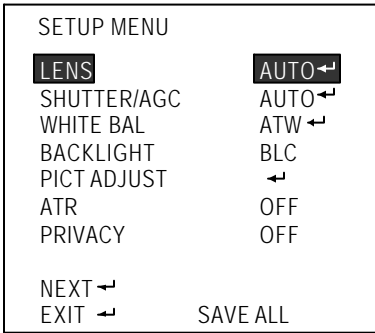 SETUP MENU
LENS AUTO↵
SHUTTER/AGC AUTO↵
WHITE BAL ATW↵
BACKLIGHT BLC
PICT ADJUST ↵
ATR OFF
PRIVACY OFF
NEXT↵
EXIT ↵ SAVE ALL